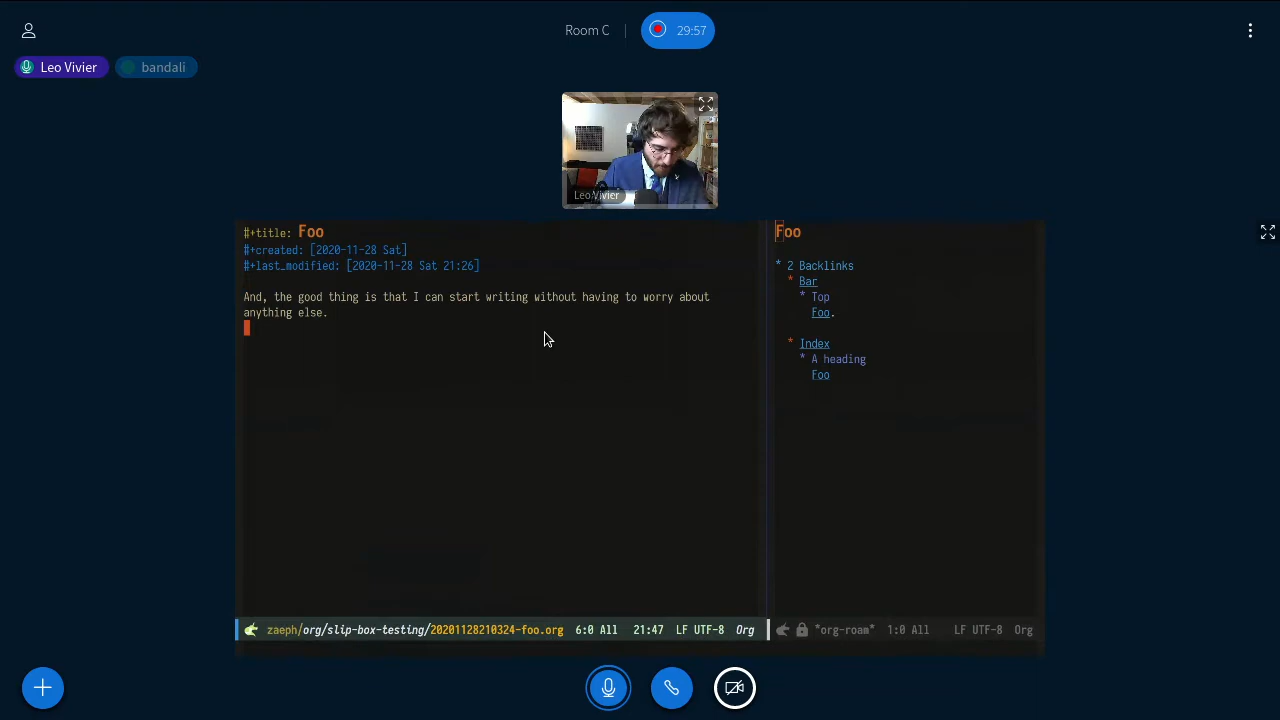 Room C
29:57
Leo Vivier
bandali
Leo Vivier
#+title: Foo
#+created: [2020-11-28 Sat]
#+last_modified: [2020-11-28 Sat 21:26]
And, the good thing is that I can start writing without having to worry about
anything else.
zaeph/org/slip-box-testing/20201128210324-foo.org 6:0 All 21:47 LF UTF-8 Org
Foo
* 2 Backlinks
* Bar
* Top
Foo.
* Index
* A heading
Foo
*org-roam* 1:0 All LF UTF-8 Org